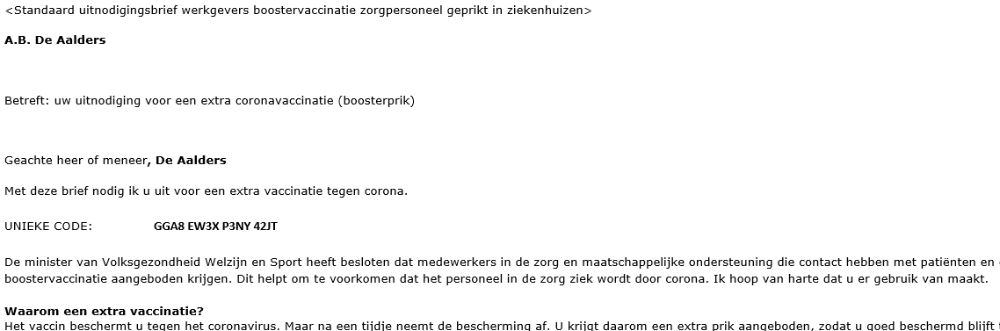 <Standaard uitnodigingsbrief werkgevers boostervaccinatie zorgpersoneel geprikt in ziekenhuizen>
A.B. De Aalders
Betreft: uw uitnodiging voor een extra coronavaccinatie (boosterprik)
Geachte heer of meneer, De Aalders
Met deze brief nodig ik u uit voor een extra vaccinatie tegen corona.
UNIEKE CODE: GGA8 EW3X P3NY 42JT
De minister van Volksgezondheid Welzijn en Sport heeft besloten dat medewerkers in de zorg en maatschappelijke ondersteuning die contact hebben met patiënten en
boostervaccinatie aangeboden krijgen. Dit helpt om te voorkomen dat het personeel in de zorg ziek wordt door corona. Ik hoop van harte dat u er gebruik van maakt.
Waarom een extra vaccinatie?
Het vaccin beschermt u tegen het coronavirus. Maar na een tijdje neemt de bescherming af. U krijgt daarom een extra prik aangeboden, zodat u goed beschermd blijft